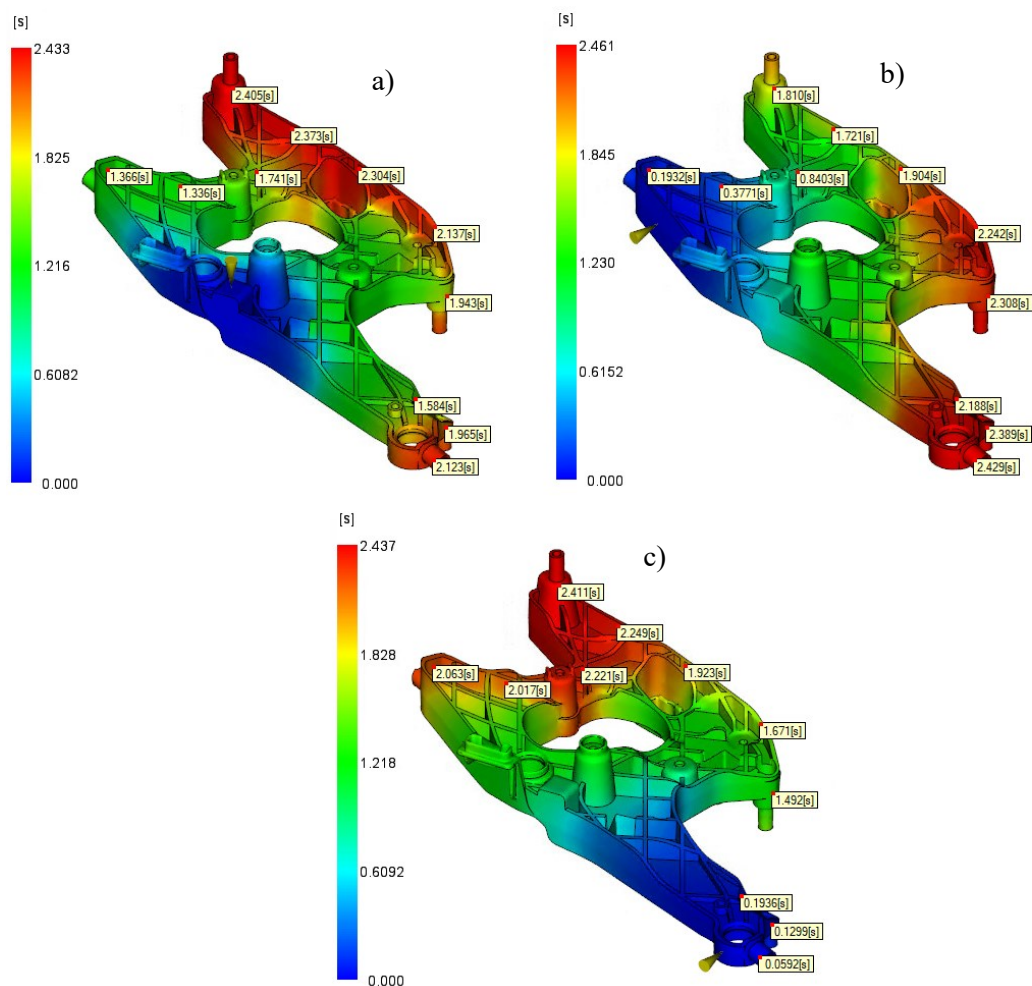 [s]
2.433
1.825
1.216
0.6082
0.000
a)
2.405[s]
2.373[s]
1.366[s]
1.336[s]
1.741[s]
2.304[s]
2.137[s]
1.943[s]
1.584[s]
1.965[s]
2.123[s]
[s]
2.461
1.845
1.230
0.6152
0.000
b)
1.810[s]
1.721[s]
0.1932[s]
0.3771[s]
0.8403[s]
1.904[s]
2.242[s]
2.308[s]
2.188[s]
2.389[s]
2.429[s]
[s]
2.437
1.828
1.218
0.6092
0.000
c)
2.411[s]
2.249[s]
2.063[s]
2.017[s]
2.221[s]
1.923[s]
1.671[s]
1.492[s]
0.1936[s]
0.1299[s]
0.0592[s]